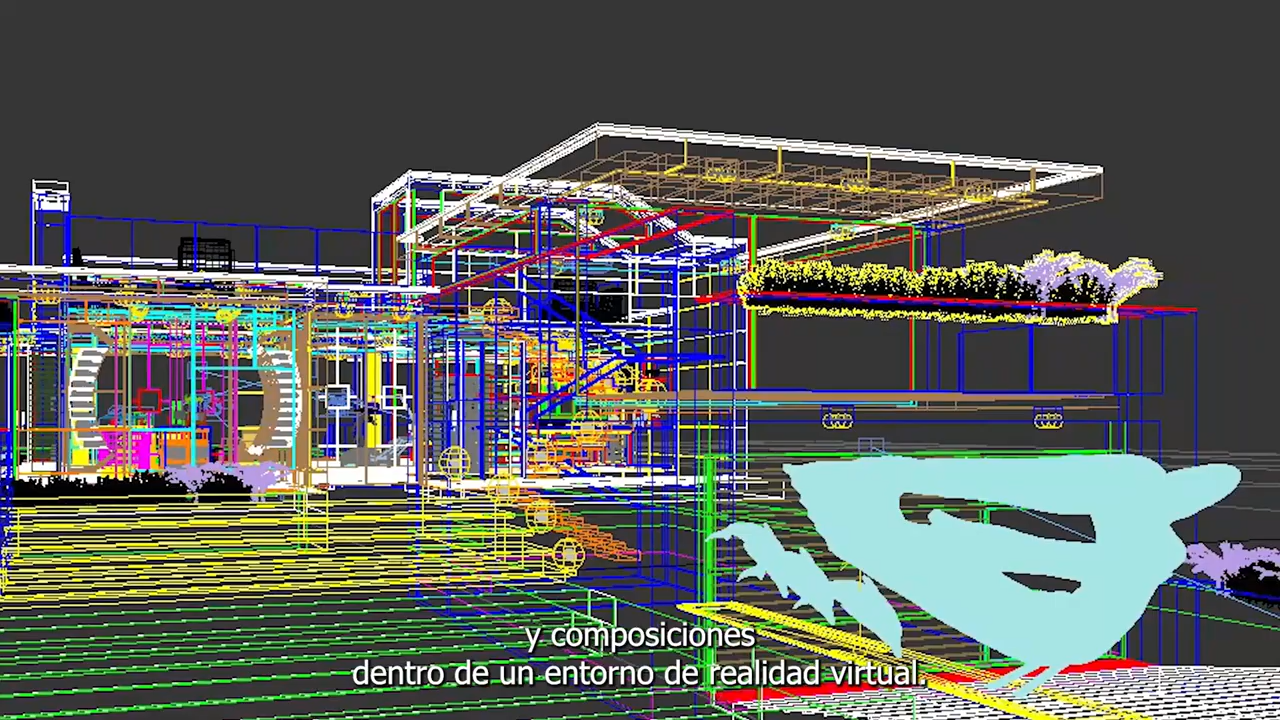 y composiciones
dentro de un entorno de realidad virtual.